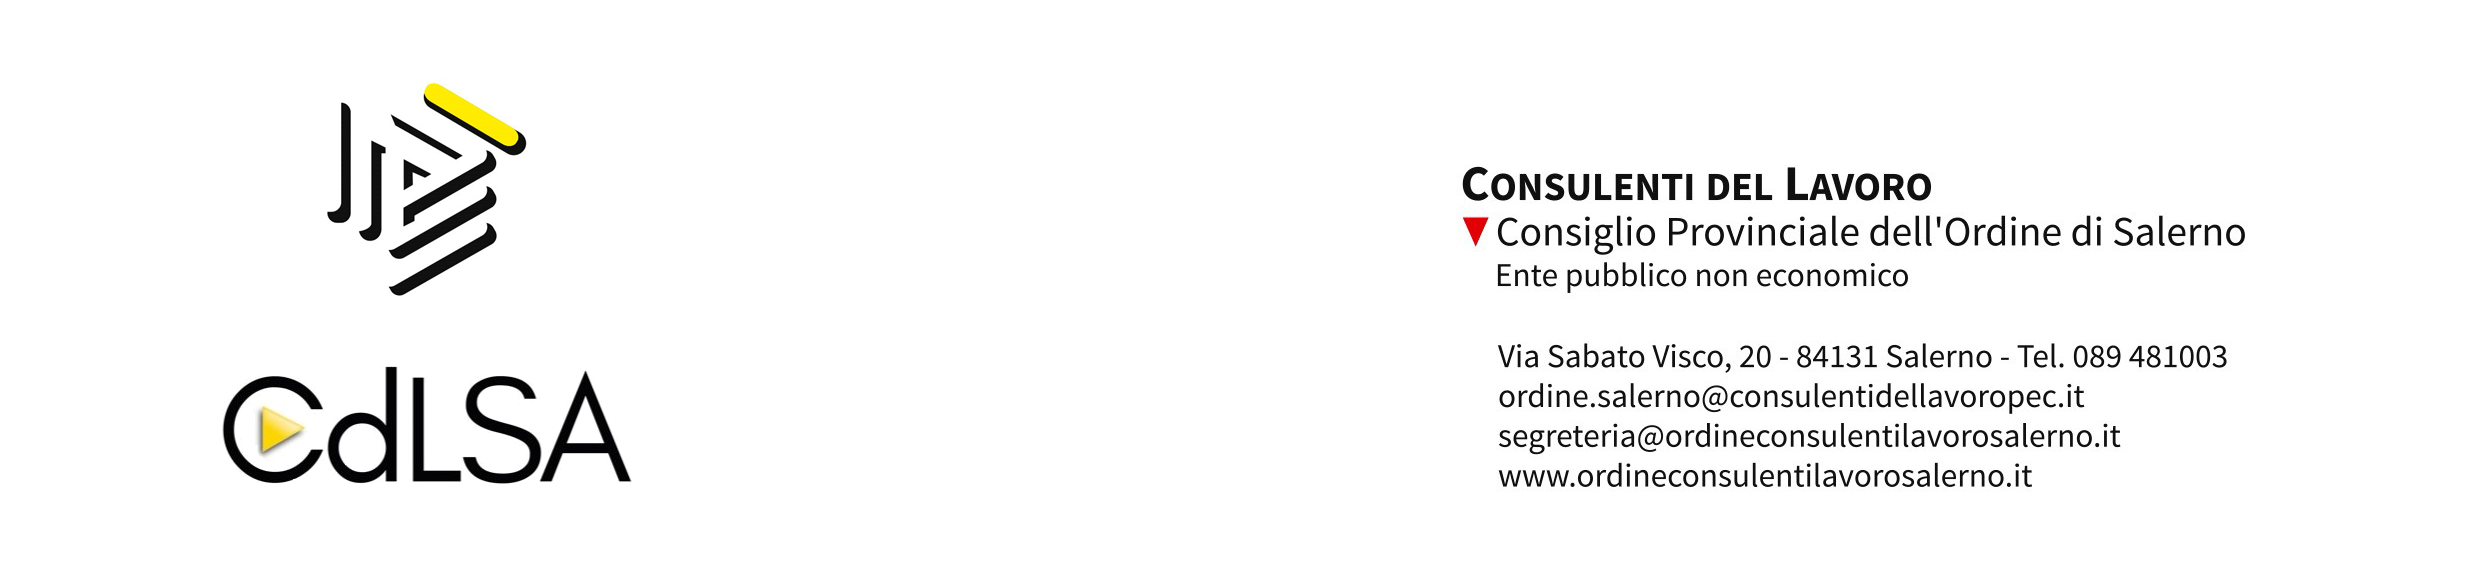 CdLSA
CONSULENTI DEL LAVORO
Consiglio Provinciale dell'Ordine di Salerno
Ente pubblico non economico
Via Sabato Visco, 20 - 84131 Salerno - Tel. 089 481003
ordine.salerno@consulentidellavoropec.it
segreteria@ordineconsulentilavorosalerno.it
www.ordineconsulentilavorosalerno.it